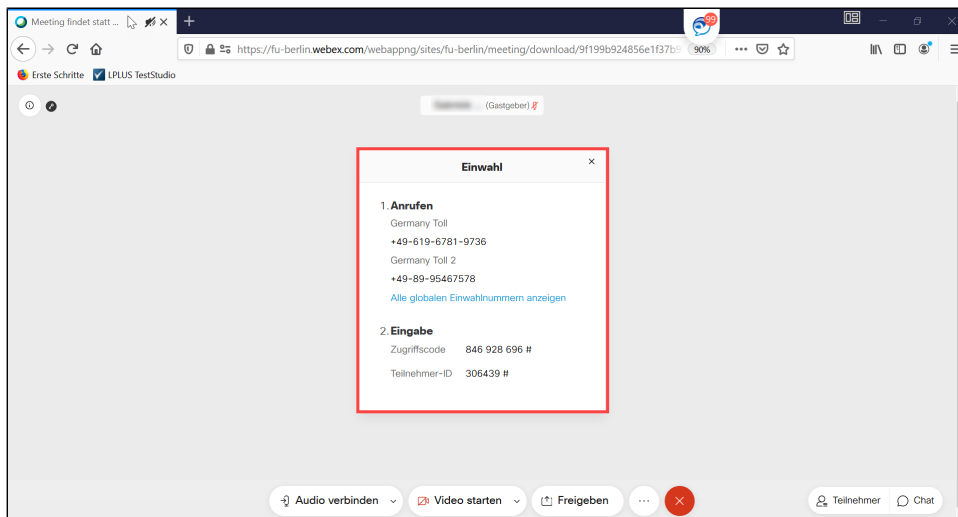 Meeting findet statt ...
99
https://fu-berlin.webex.com/webappng/sites/fu-berlin/meeting/download/9f199b924856e1f37b9
90%
Erste Schritte LPLUS TestStudio
(Gastgeber)
Einwahl
1. Anrufen
Germany Toll
+49-619-6781-9736
Germany Toll 2
+49-89-95467578
Alle globalen Einwahlnummern anzeigen
2. Eingabe
Zugriffscode 846 928 696 #
Teilnehmer-ID 306439 #
Audio verbinden Video starten Freigeben Teilnehmer Chat